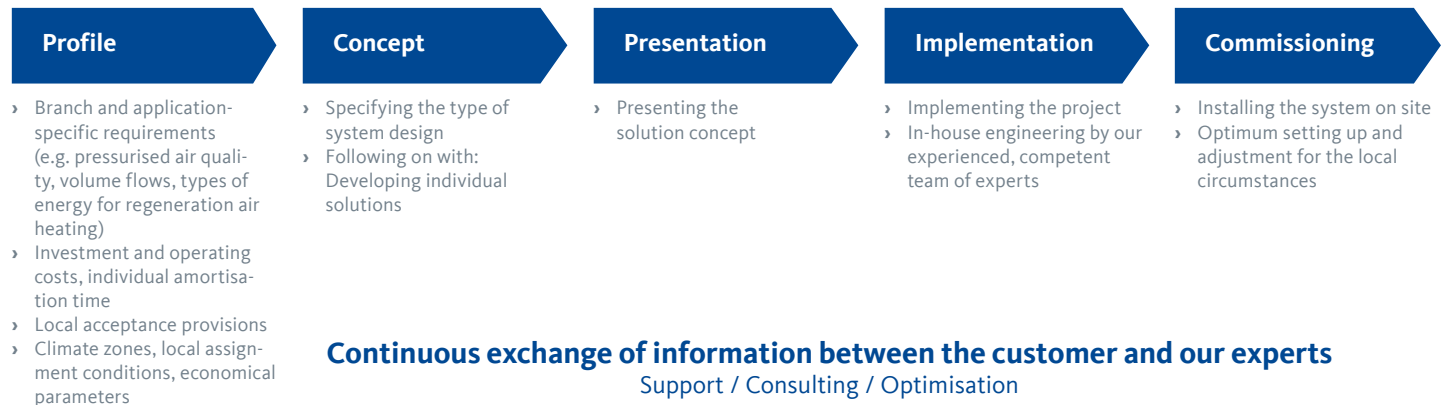 Profile
› Branch and application-
specific requirements
(e.g. pressurised air quali-
ty, volume flows, types of
energy for regeneration air
heating)
› Investment and operating
costs, individual amortisa-
tion time
› Local acceptance provisions
› Climate zones, local assign-
ment conditions, economical
parameters
Concept
› Specifying the type of
system design
› Following on with:
Developing individual
solutions
Presentation
› Presenting the
solution concept
Implementation
› Implementing the project
› In-house engineering by our
experienced, competent
team of experts
Commissioning
› Installing the system on site
› Optimum setting up and
adjustment for the local
circumstances
Continuous exchange of information between the customer and our experts
Support / Consulting / Optimisation